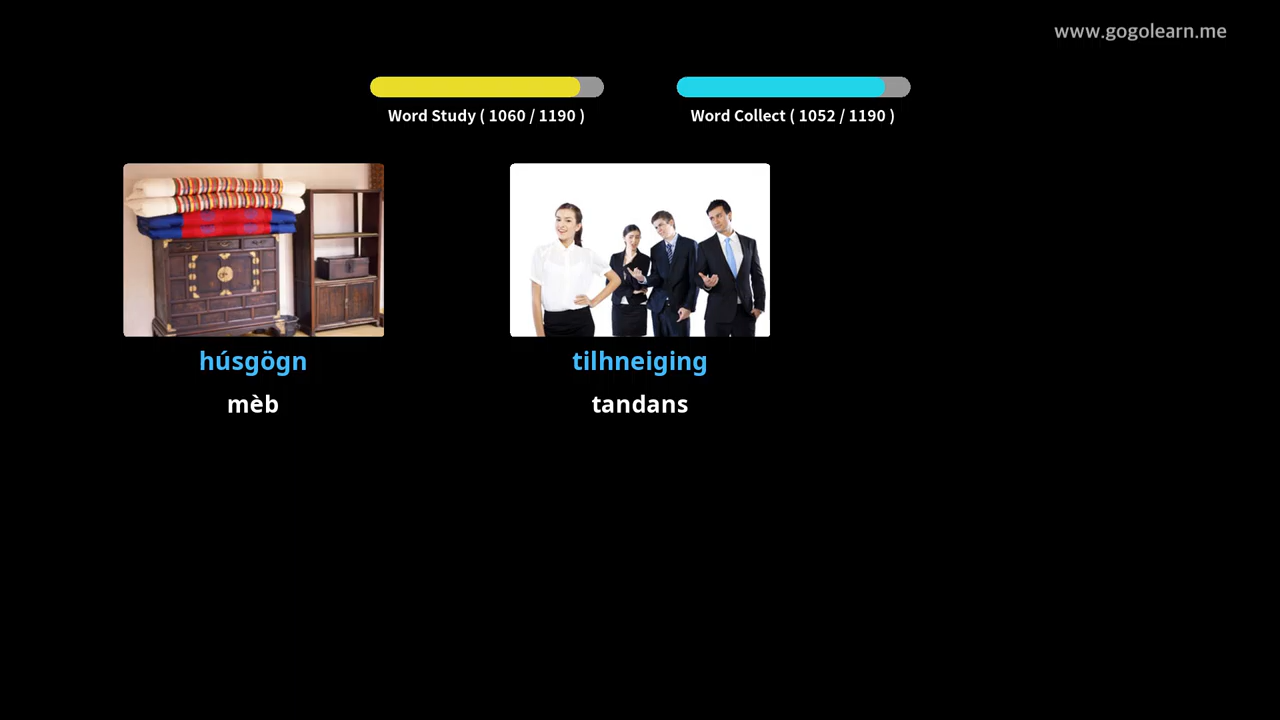 www.gogolearn.me
Word Study ( 1060 / 1190 )
Word Collect ( 1052 / 1190 )
húsgögn
mèb
tilhneiging
tandans